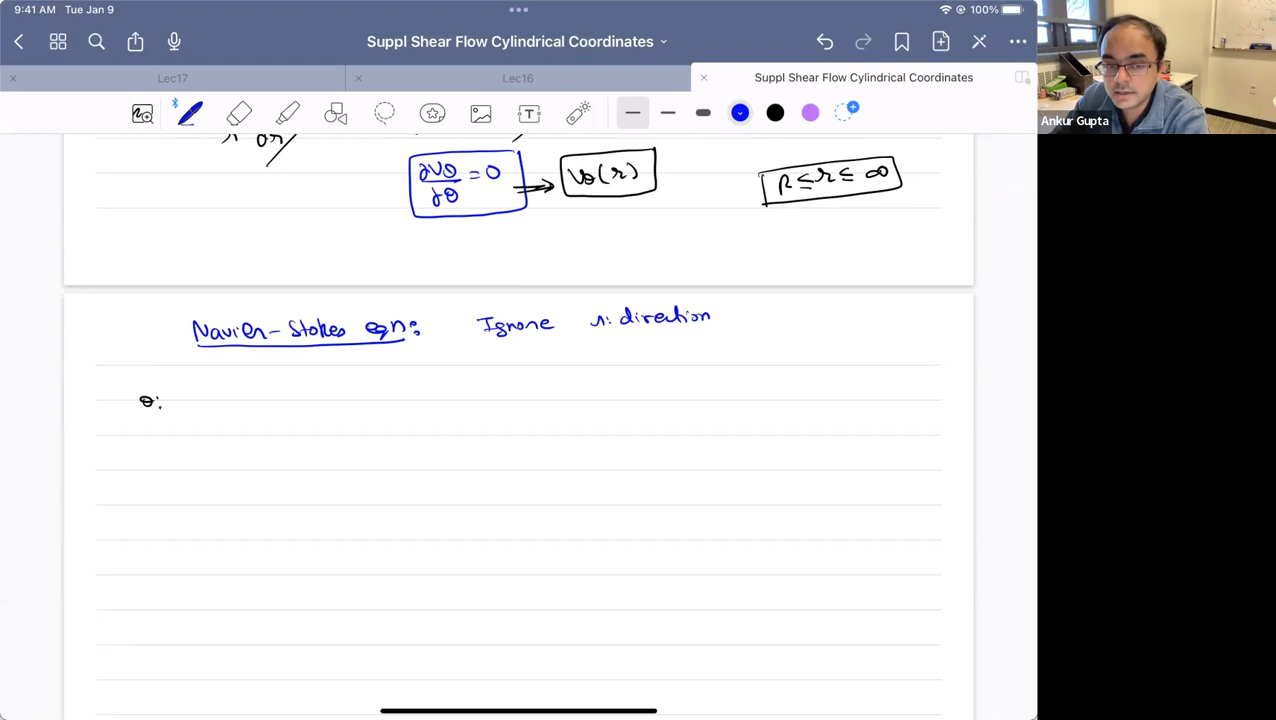 9:41 AM Tue Jan 9
100%
Suppl Shear Flow Cylindrical Coordinates
Lec17
Lec16
Suppl Shear Flow Cylindrical Coordinates
Ankur Gupta
∂r
∂vθ/∂θ = 0 ⇒ vθ(r)
R ≤ r ≤ ∞
Navier-Stokes eqn: Ignore r: direction
θ: